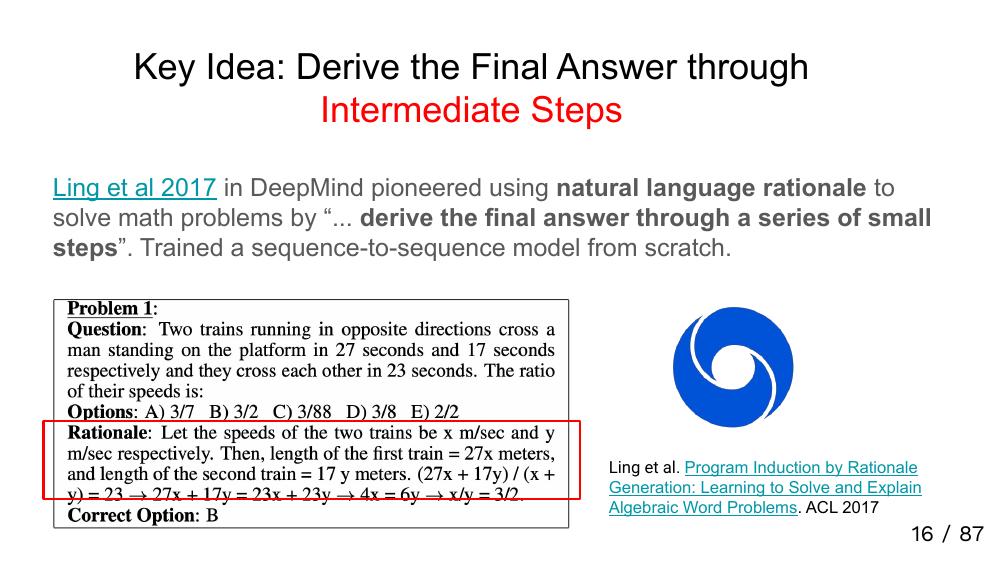 Key Idea: Derive the Final Answer through
Intermediate Steps
Ling et al 2017 in DeepMind pioneered using natural language rationale to
solve math problems by “... derive the final answer through a series of small
steps”. Trained a sequence-to-sequence model from scratch.
Problem 1:
Question: Two trains running in opposite directions cross a
man standing on the platform in 27 seconds and 17 seconds
respectively and they cross each other in 23 seconds. The ratio
of their speeds is:
Options: A) 3/7 B) 3/2 C) 3/88 D) 3/8 E) 2/2
Rationale: Let the speeds of the two trains be x m/sec and y
m/sec respectively. Then, length of the first train = 27x meters,
and length of the second train = 17 y meters. (27x + 17y) / (x +
y) = 23 → 27x + 17y = 23x + 23y → 4x = 6y → x/y = 3/2.
Correct Option: B
Ling et al. Program Induction by Rationale
Generation: Learning to Solve and Explain
Algebraic Word Problems. ACL 2017
16 / 87